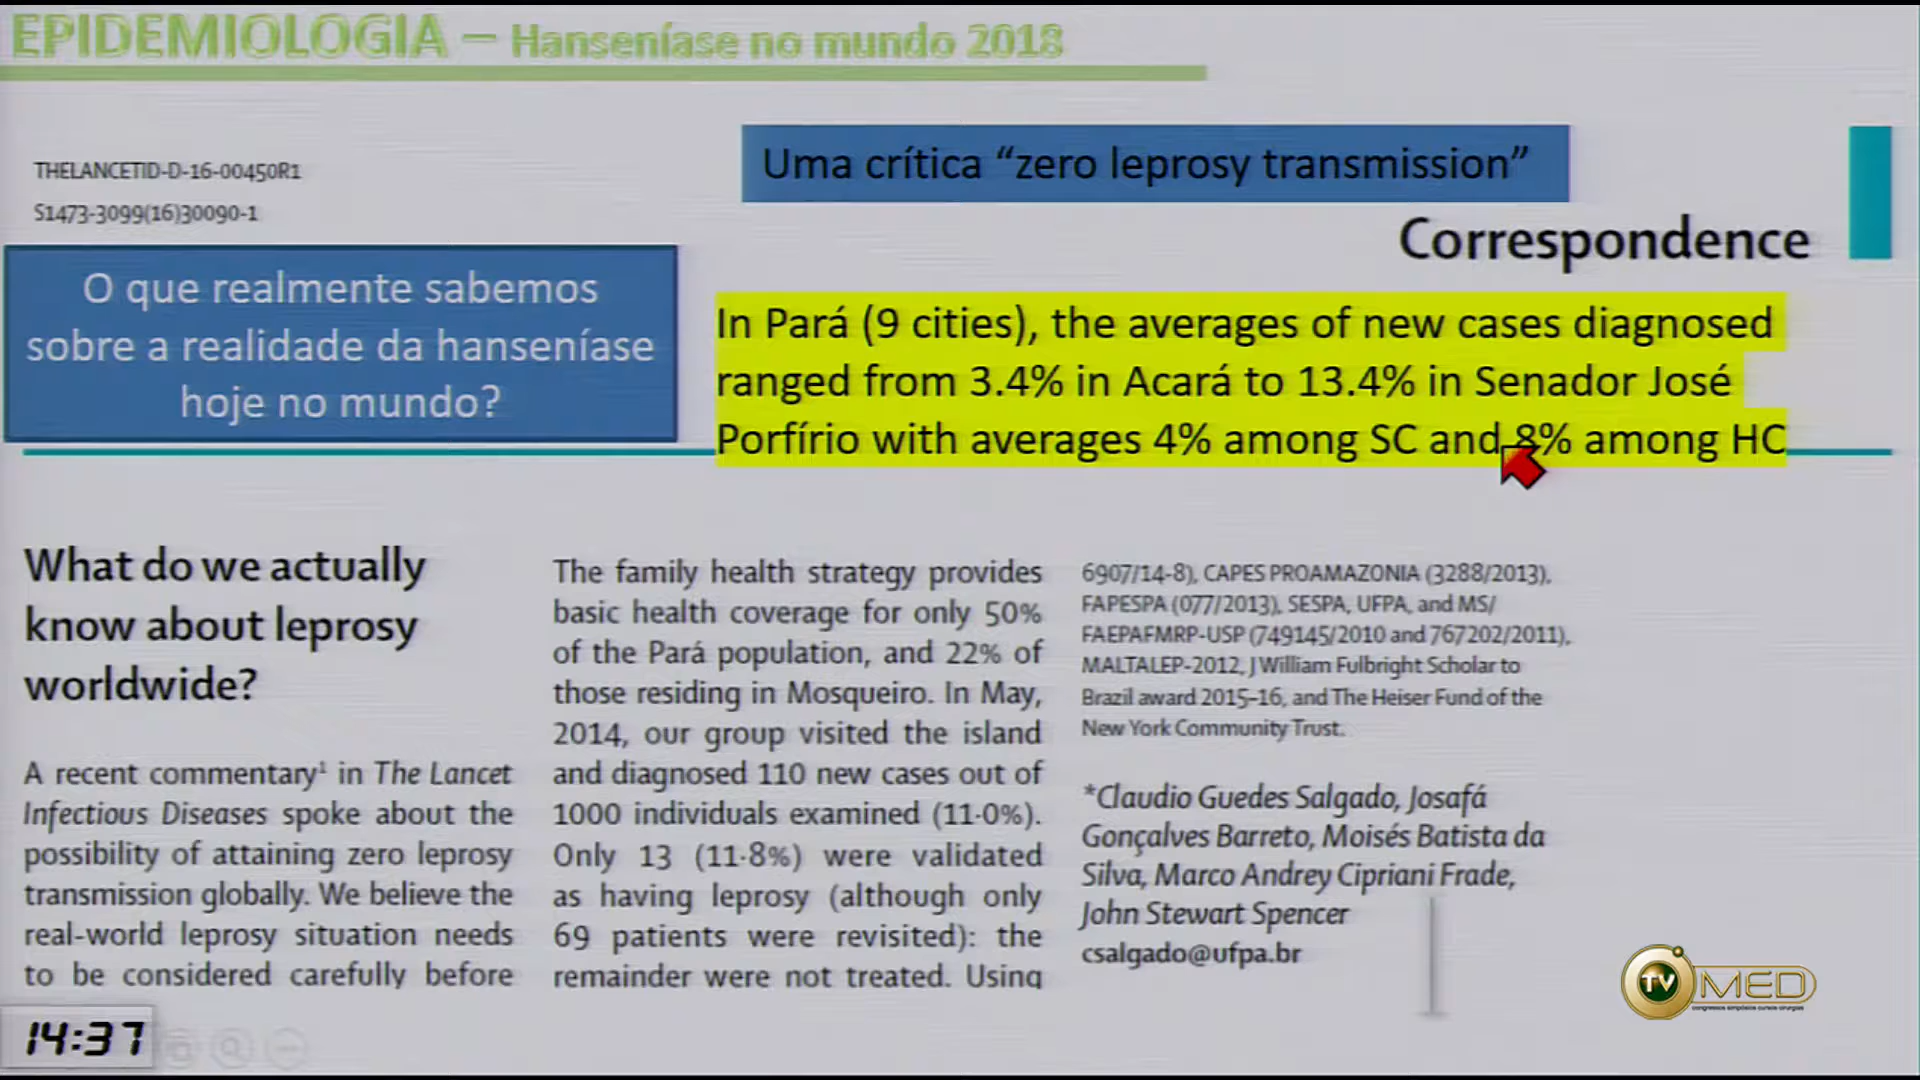 EPIDEMIOLOGIA – Hanseníase no mundo 2018
THELANCETID-D-16-00450R1
S1473-3099(16)30090-1
Uma crítica “zero leprosy transmission”
Correspondence
O que realmente sabemos
sobre a realidade da hanseníase
hoje no mundo?
In Pará (9 cities), the averages of new cases diagnosed
ranged from 3.4% in Acará to 13.4% in Senador José
Porfírio with averages 4% among SC and 8% among HC
What do we actually
know about leprosy
worldwide?
A recent commentary¹ in The Lancet
Infectious Diseases spoke about the
possibility of attaining zero leprosy
transmission globally. We believe the
real-world leprosy situation needs
to be considered carefully before
The family health strategy provides
basic health coverage for only 50%
of the Pará population, and 22% of
those residing in Mosqueiro. In May,
2014, our group visited the island
and diagnosed 110 new cases out of
1000 individuals examined (11·0%).
Only 13 (11·8%) were validated
as having leprosy (although only
69 patients were revisited): the
remainder were not treated. Using
6907/14-8), CAPES PROAMAZONIA (3288/2013),
FAPESPA (077/2013), SESPA, UFPA, and MS/
FAEPAFMRP-USP (749145/2010 and 767202/2011),
MALTALEP-2012, J William Fulbright Scholar to
Brazil award 2015–16, and The Heiser Fund of the
New York Community Trust.
*Claudio Guedes Salgado, Josafá
Gonçalves Barreto, Moisés Batista da
Silva, Marco Andrey Cipriani Frade,
John Stewart Spencer
csalgado@ufpa.br
TV MED
congressos simpósios cursos cirurgias
14:37